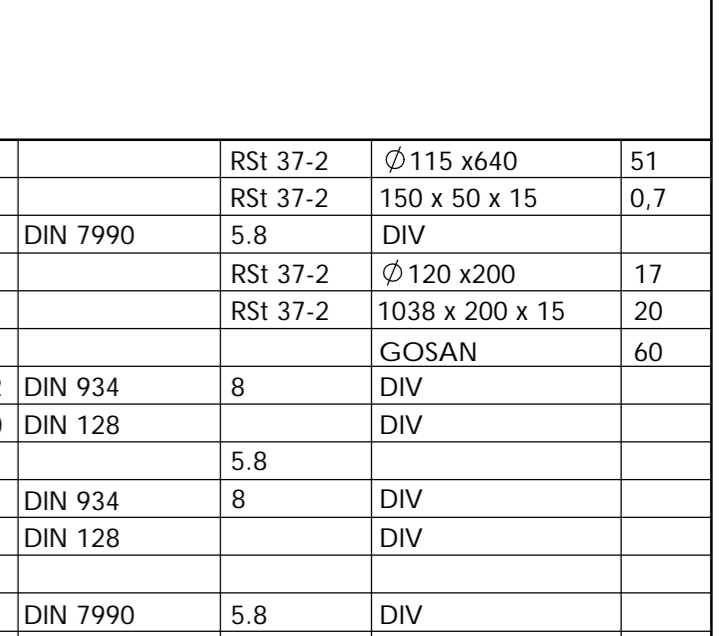 RSt 37-2 ∅115 x640 51
RSt 37-2 150 x 50 x 15 0,7
DIN 7990 5.8 DIV
RSt 37-2 ∅120 x200 17
RSt 37-2 1038 x 200 x 15 20
GOSAN 60
DIN 934 8 DIV
DIN 128 DIV
5.8
DIN 934 8 DIV
DIN 128 DIV
DIN 7990 5.8 DIV